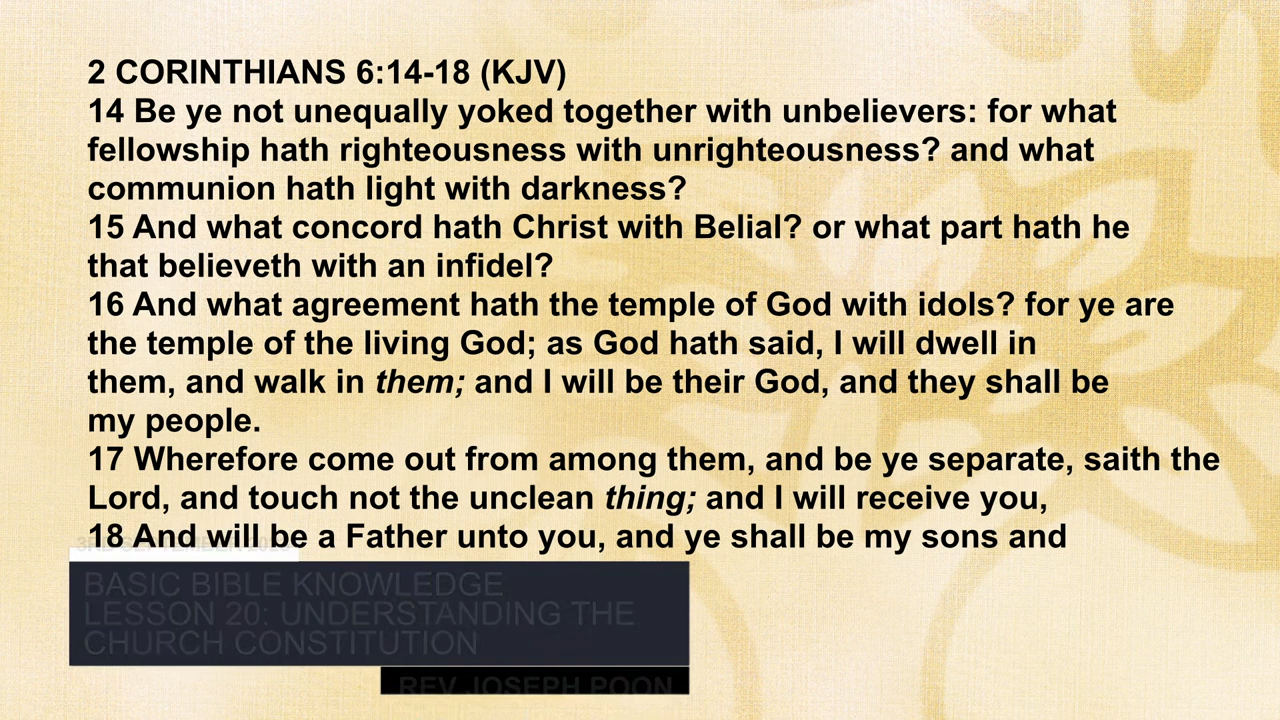 2 CORINTHIANS 6:14-18 (KJV)
14 Be ye not unequally yoked together with unbelievers: for what
fellowship hath righteousness with unrighteousness? and what
communion hath light with darkness?
15 And what concord hath Christ with Belial? or what part hath he
that believeth with an infidel?
16 And what agreement hath the temple of God with idols? for ye are
the temple of the living God; as God hath said, I will dwell in
them, and walk in them; and I will be their God, and they shall be
my people.
17 Wherefore come out from among them, and be ye separate, saith the
Lord, and touch not the unclean thing; and I will receive you,
18 And will be a Father unto you, and ye shall be my sons and
BASIC BIBLE KNOWLEDGE
LESSON 20: UNDERSTANDING THE
CHURCH CONSTITUTION
REV JOSEPH POON